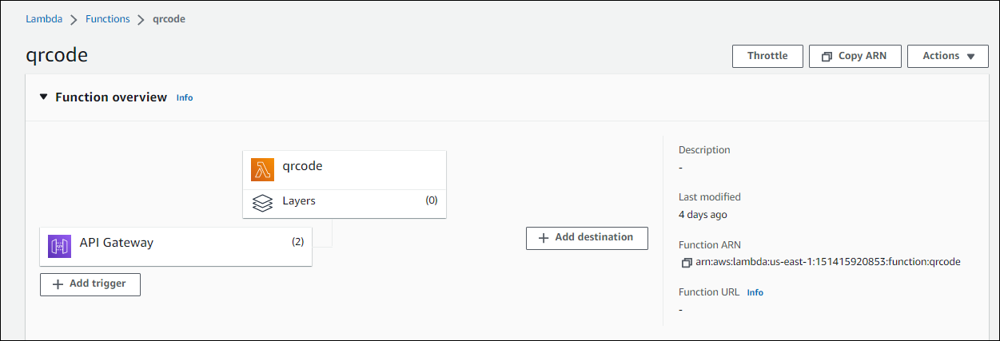 Lambda > Functions > qrcode
qrcode
Throttle
Copy ARN
Actions
Function overview Info
qrcode
Layers (0)
API Gateway (2)
Add trigger
Add destination
Description
-
Last modified
4 days ago
Function ARN
arn:aws:lambda:us-east-1:151415920853:function:qrcode
Function URL Info
-